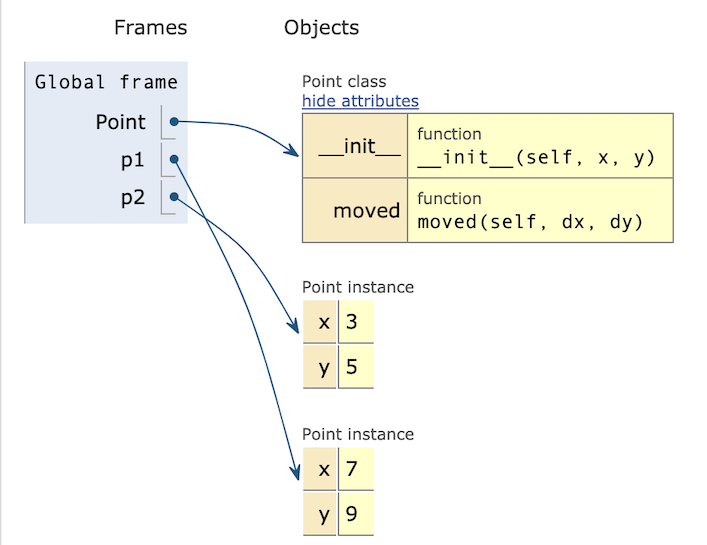 Frames Objects
Global frame
Point
p1
p2
Point class
hide attributes
__init__ function
__init__(self, x, y)
moved function
moved(self, dx, dy)
Point instance
x 3
y 5
Point instance
x 7
y 9